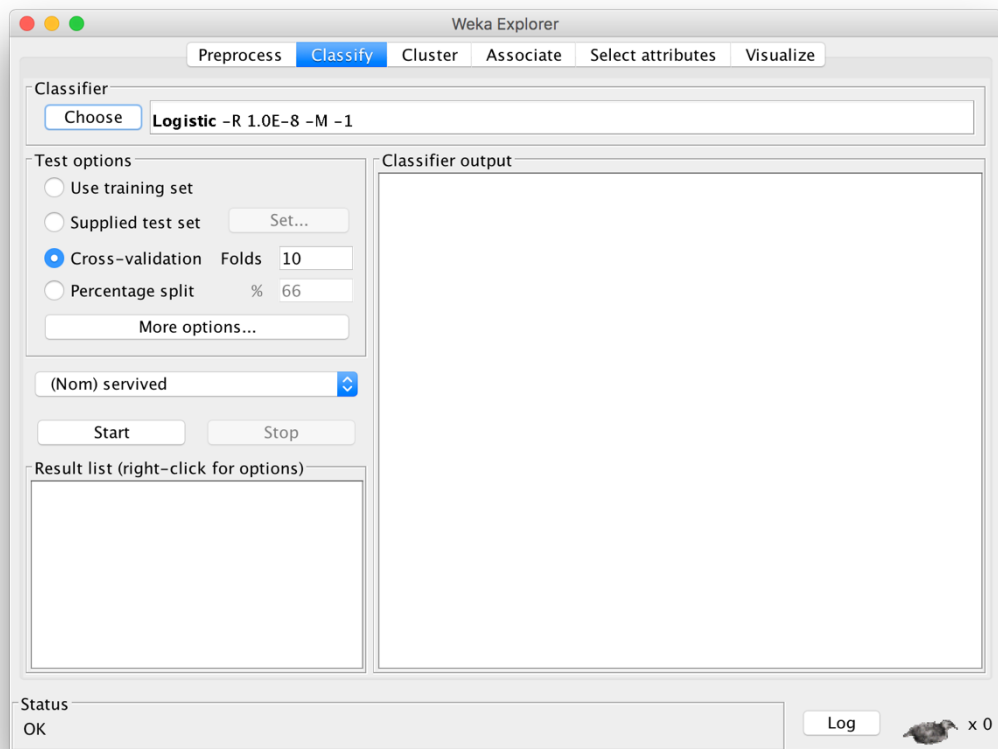 Weka Explorer
Preprocess Classify Cluster Associate Select attributes Visualize
Classifier
Choose Logistic -R 1.0E-8 -M -1
Test options
Use training set
Supplied test set Set...
Cross-validation Folds 10
Percentage split % 66
More options...
(Nom) servived
Start Stop
Result list (right-click for options)
Classifier output
Status
OK
Log x 0